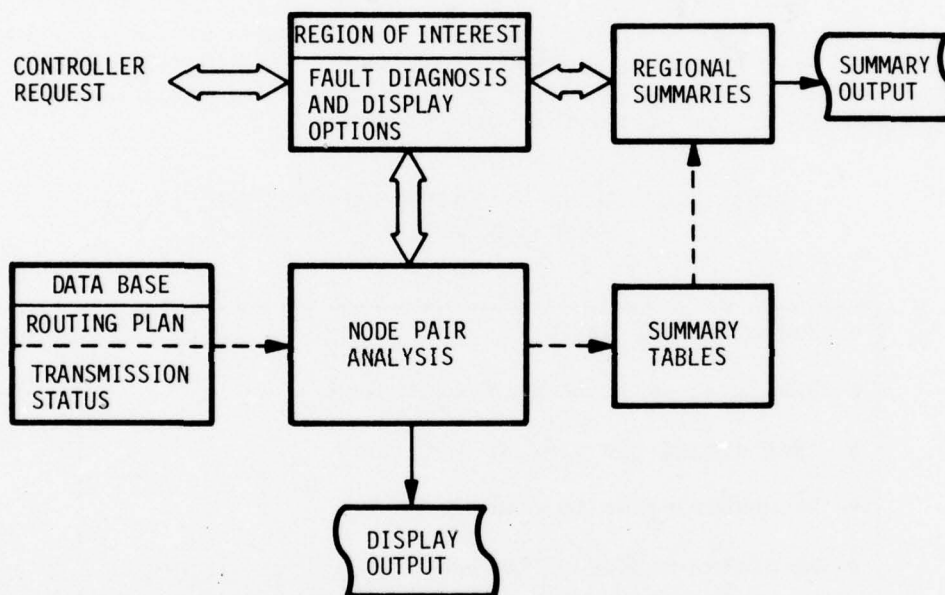 CONTROLLER
REQUEST
REGION OF INTEREST
FAULT DIAGNOSIS
AND DISPLAY
OPTIONS
REGIONAL
SUMMARIES
SUMMARY
OUTPUT
DATA BASE
ROUTING PLAN
TRANSMISSION
STATUS
NODE PAIR
ANALYSIS
SUMMARY
TABLES
DISPLAY
OUTPUT